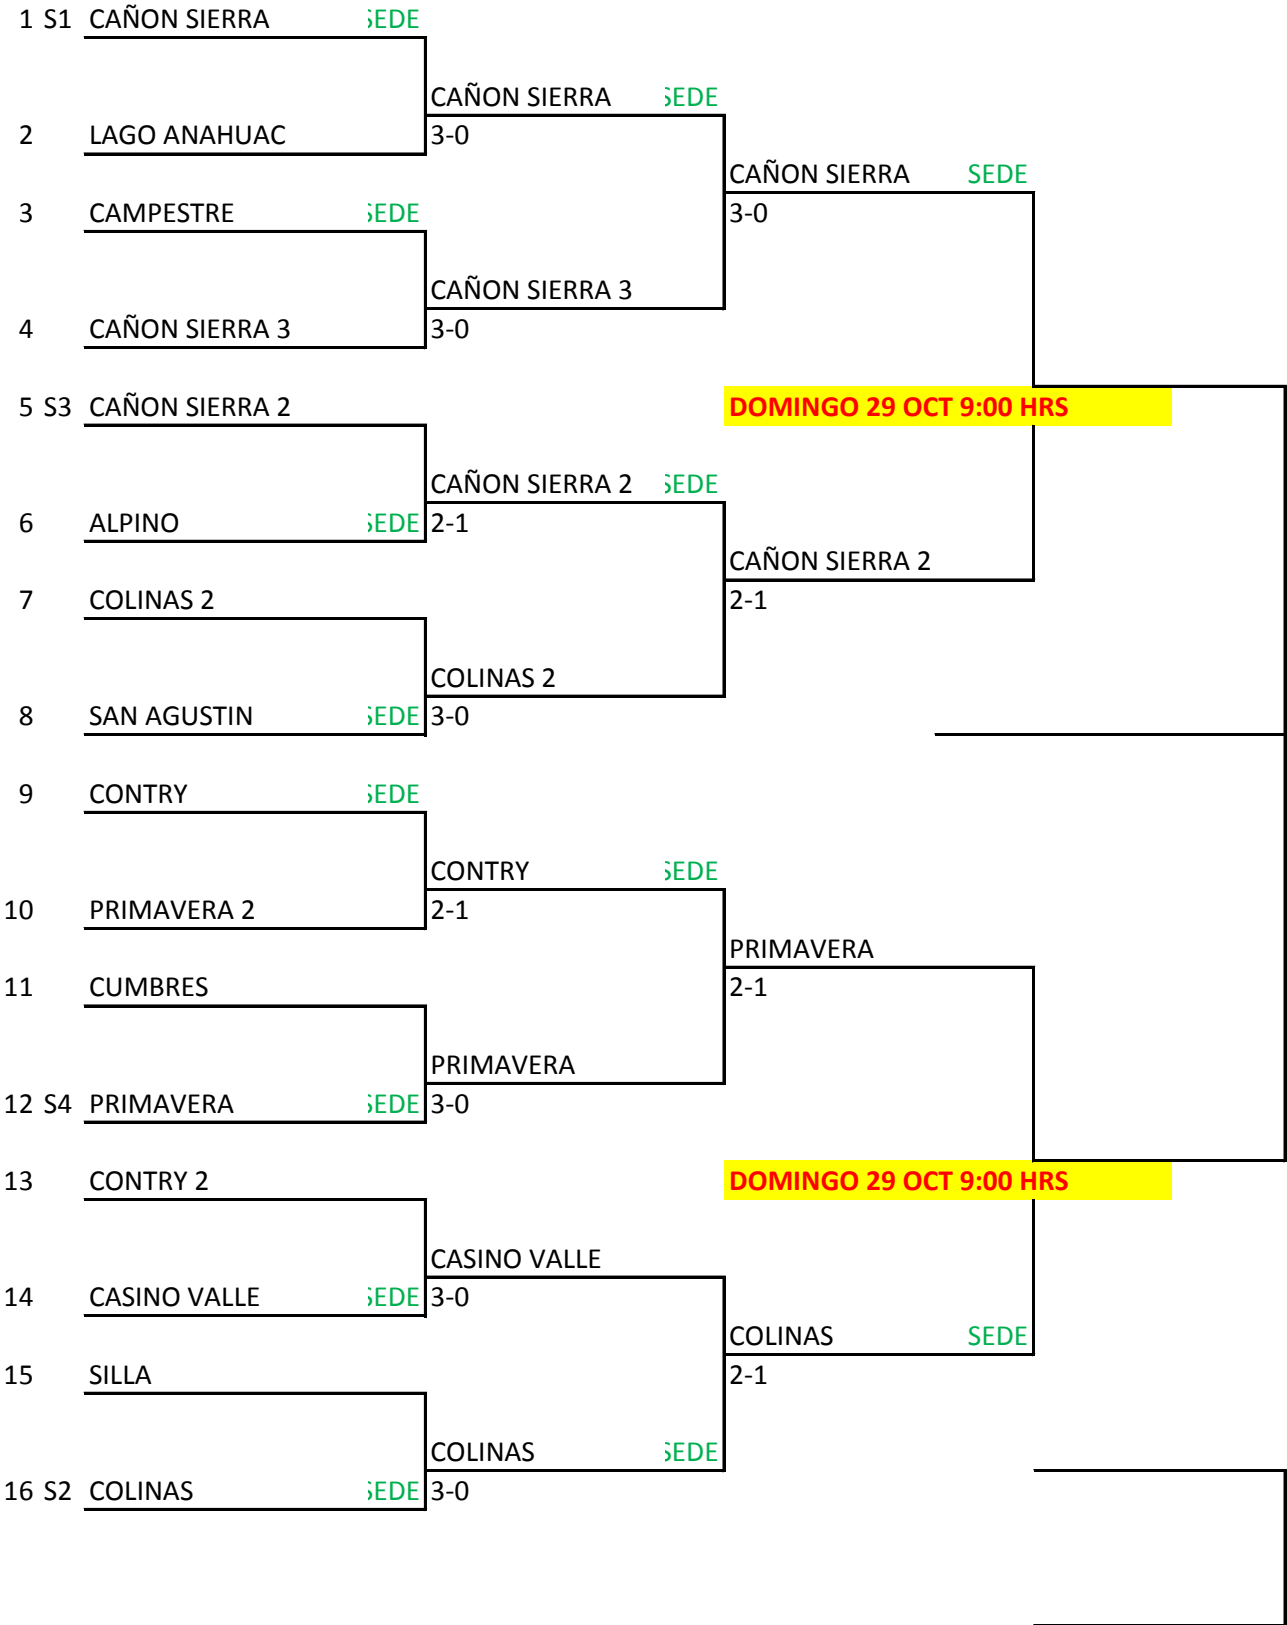 1 S1 CAÑON SIERRA SEDE
CAÑON SIERRA SEDE
2 LAGO ANAHUAC 3-0
CAÑON SIERRA SEDE
3 CAMPESTRE SEDE 3-0
CAÑON SIERRA 3
4 CAÑON SIERRA 3 3-0
5 S3 CAÑON SIERRA 2 DOMINGO 29 OCT 9:00 HRS
CAÑON SIERRA 2 SEDE
6 ALPINO SEDE 2-1
CAÑON SIERRA 2
7 COLINAS 2 2-1
COLINAS 2
8 SAN AGUSTIN SEDE 3-0
9 CONTRY SEDE
CONTRY SEDE
10 PRIMAVERA 2 2-1
PRIMAVERA
11 CUMBRES 2-1
PRIMAVERA
12 S4 PRIMAVERA SEDE 3-0
13 CONTRY 2 DOMINGO 29 OCT 9:00 HRS
CASINO VALLE
14 CASINO VALLE SEDE 3-0
COLINAS SEDE
15 SILLA 2-1
COLINAS SEDE
16 S2 COLINAS SEDE 3-0